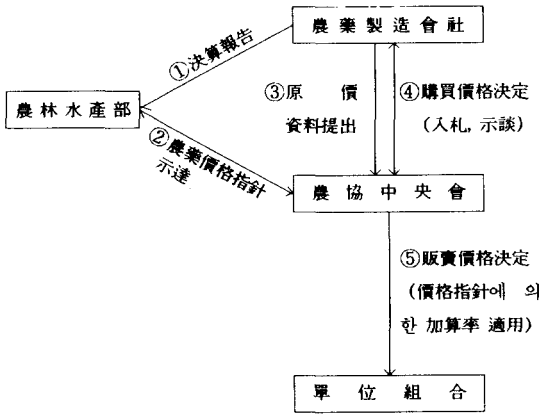 農藥製造會社
①決算報告
③原價
資料提出
④購買價格決定
(入札, 示談)
農林水産部
②農藥價格指針
示達
農協中央會
⑤販賣價格決定
(價格指針에 의
한 加算率 適用)
單位組合